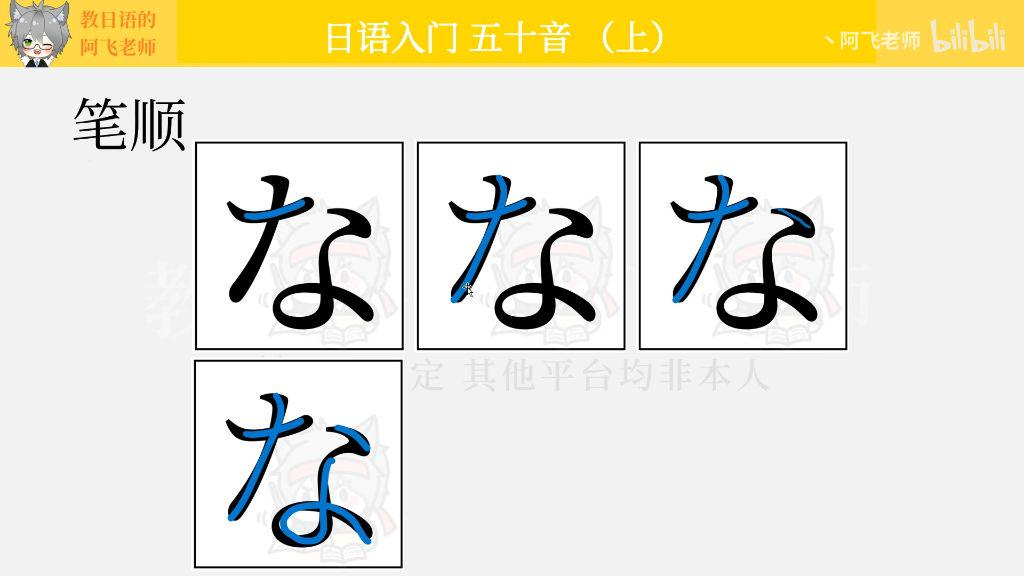 教日语的
阿飞老师
日语入门 五十音 （上）
丶阿飞老师 bilibili
笔顺
な な な
定 其他平台均非本人
な